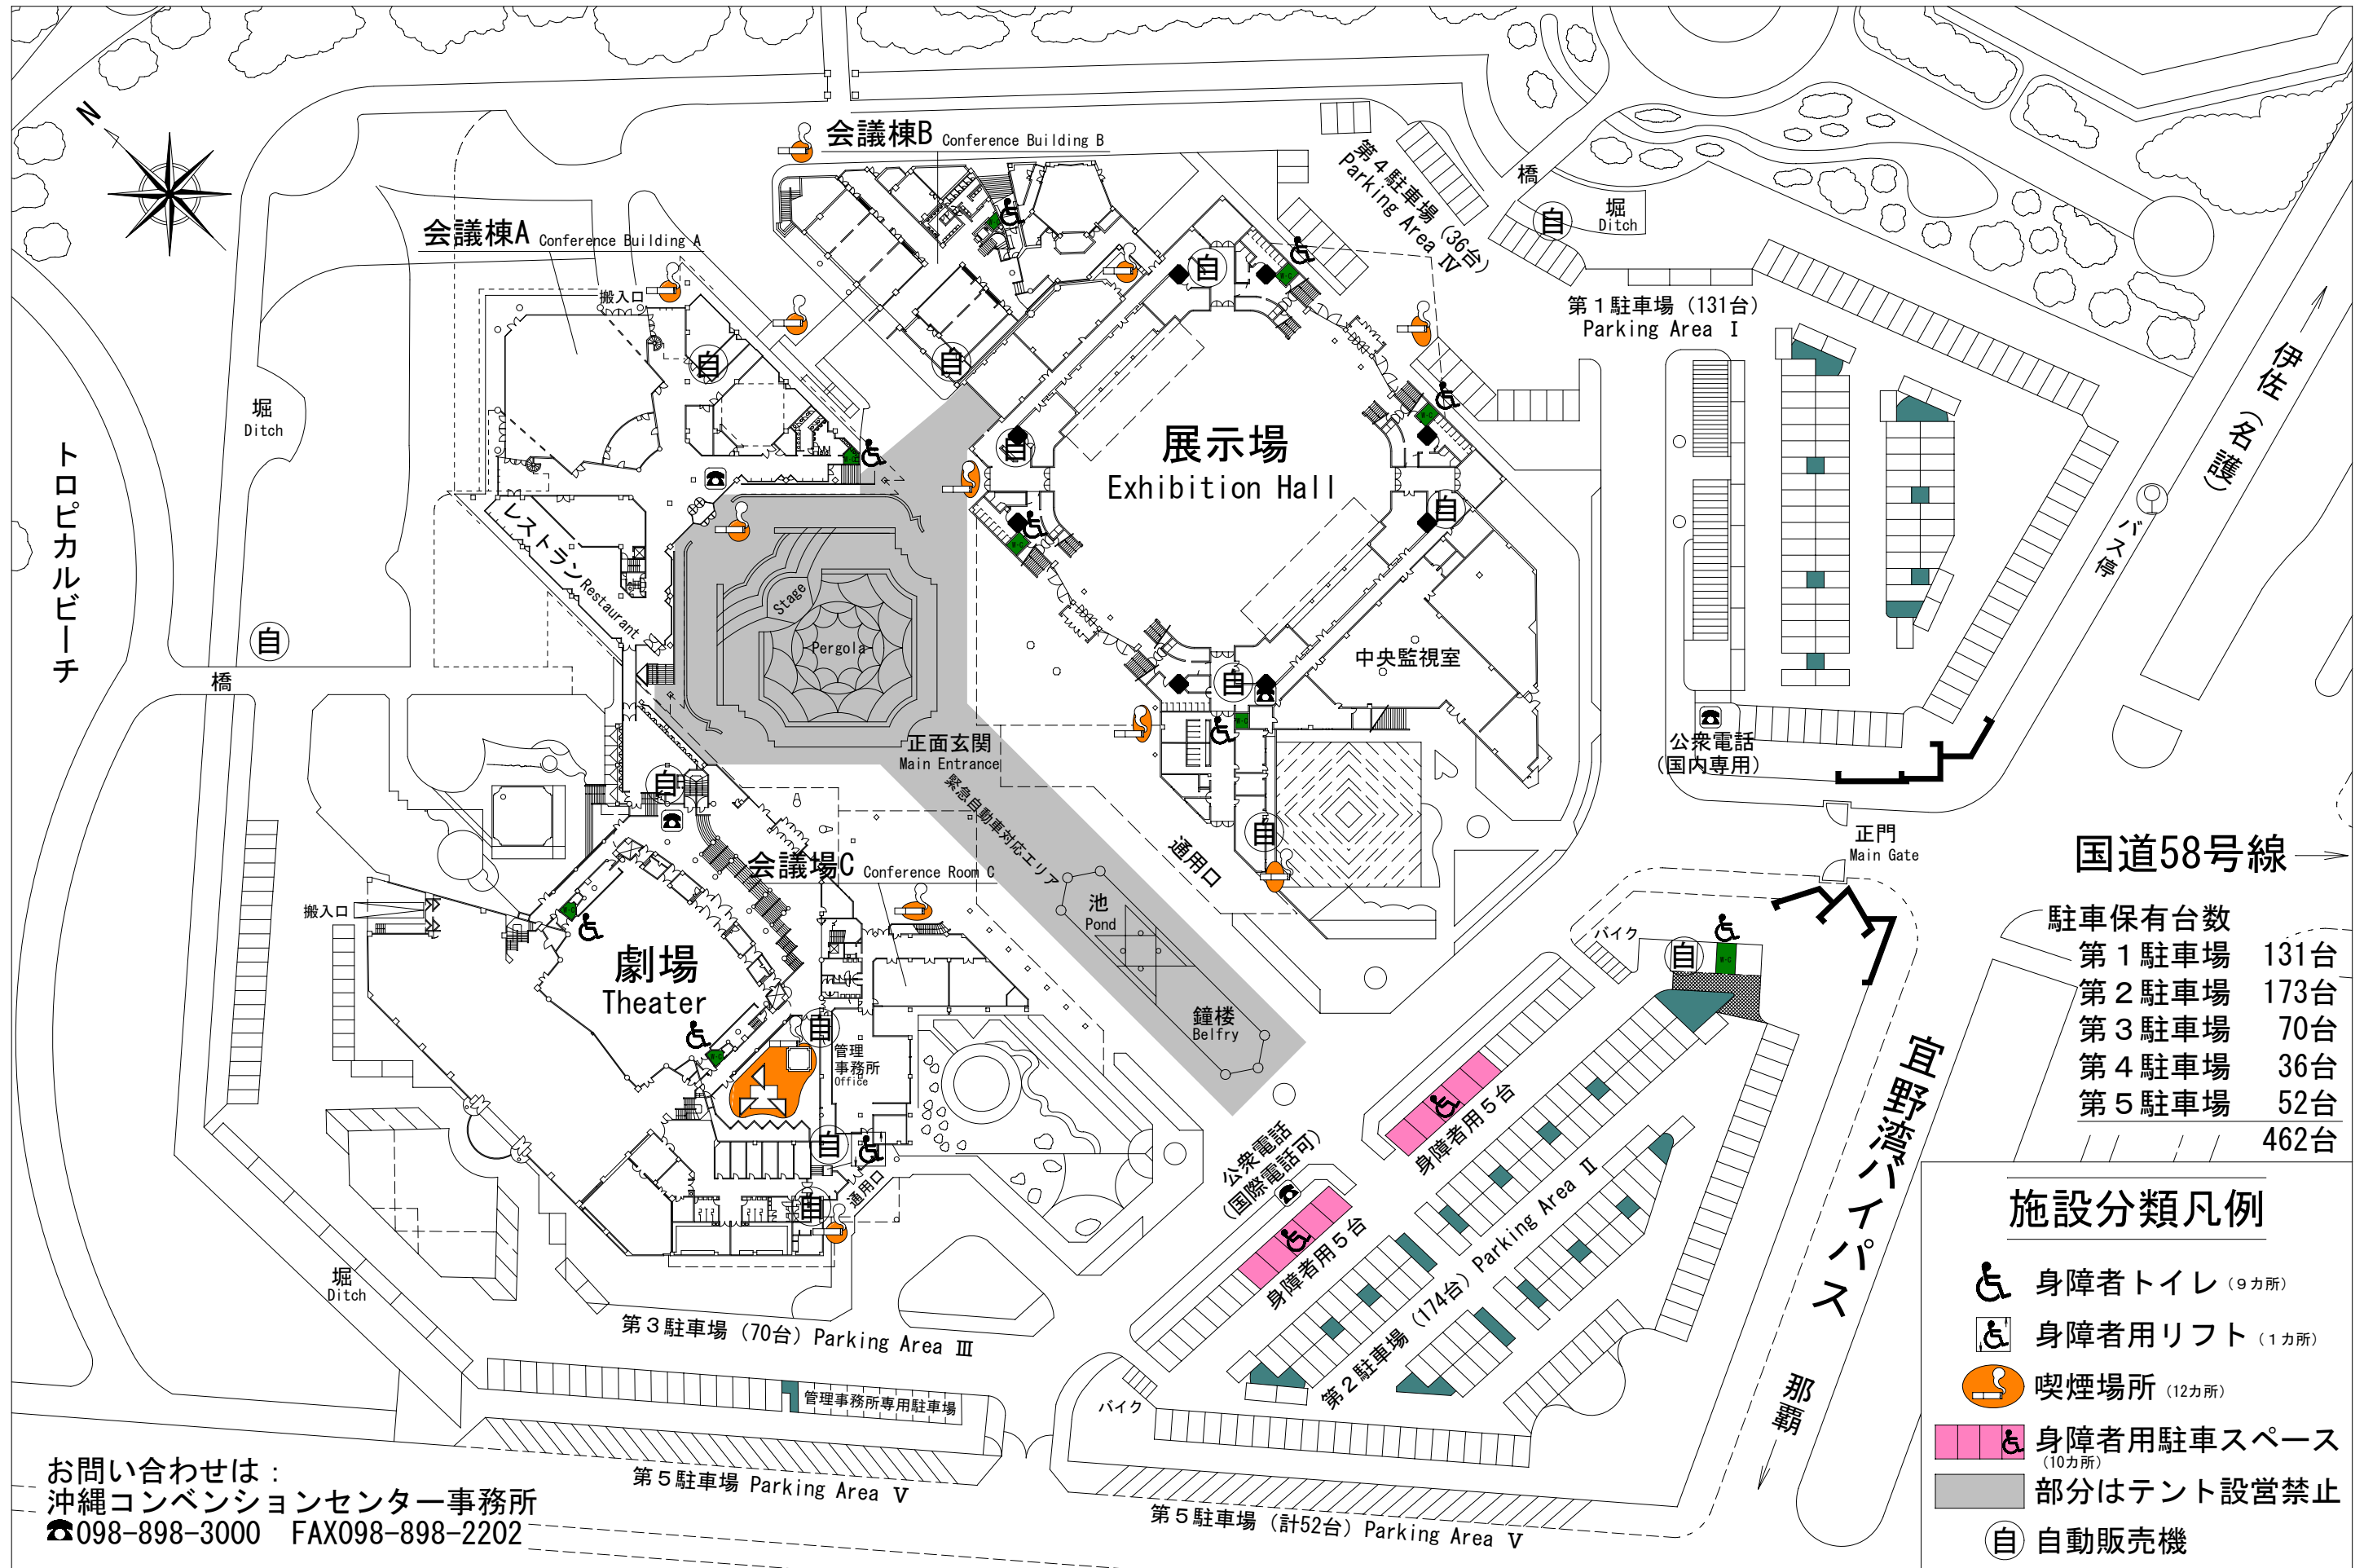 N
会議棟B Conference Building B
会議棟A Conference Building A
搬入口
第4駐車場 (36台)
Parking Area Ⅳ
橋
自
堀
Ditch
第1駐車場 (131台)
Parking Area Ⅰ
伊佐(名護)
バス停
自
自
自
自
自
堀
Ditch
トロピカルビーチ
展示場
Exhibition Hall
レストラン Restaurant
Stage
Pergola
自
橋
中央監視室
自
正面玄関
Main Entrance
緊急自動車対応エリア
公衆電話
(国内専用)
自
自
通用口
正門
Main Gate
国道58号線
会議場C Conference Room C
搬入口
池
Pond
劇場
Theater
鐘楼
Belfry
バイク
自
駐車保有台数
第1駐車場 131台
第2駐車場 173台
第3駐車場 70台
第4駐車場 36台
第5駐車場 52台
462台
自
管理
事務所
Office
自
通用口
自
公衆電話
(国際電話可)
身障者用5台
身障者用5台
第2駐車場 (174台) Parking Area Ⅱ
宜野湾バイパス
那覇
堀
Ditch
第3駐車場 (70台) Parking Area Ⅲ
管理事務所専用駐車場
バイク
第5駐車場 Parking Area Ⅴ
第5駐車場 (計52台) Parking Area Ⅴ
施設分類凡例
身障者トイレ (9カ所)
身障者用リフト (1カ所)
喫煙場所 (12カ所)
身障者用駐車スペース
(10カ所)
部分はテント設営禁止
自 自動販売機
お問い合わせは:
沖縄コンベンションセンター事務所
☎098-898-3000 FAX098-898-2202